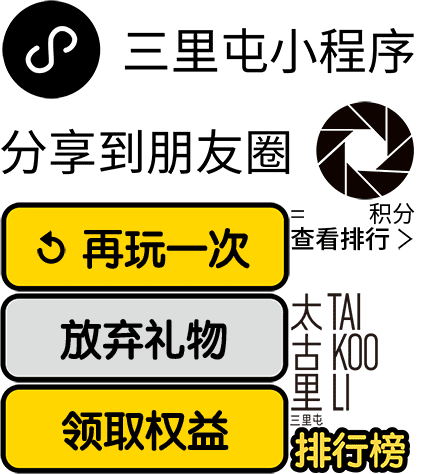 三里屯小程序
分享到朋友圈
= 积分
查看排行 >
再玩一次
放弃礼物
领取权益
太古里
TAI
KOO
LI
三里屯
排行榜